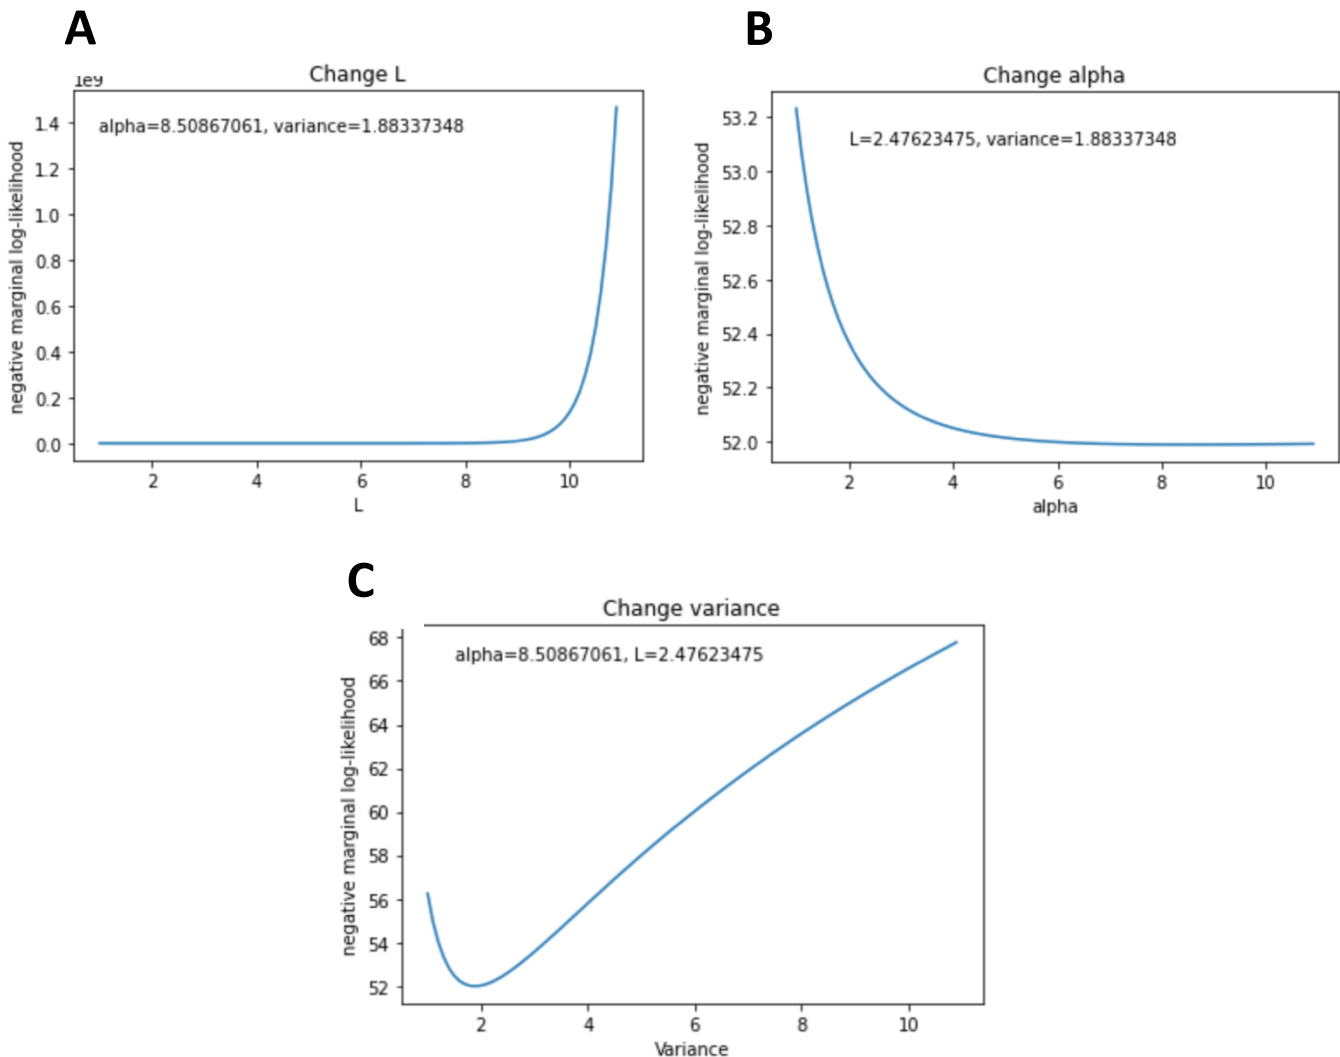 A
Change L
1e9
alpha=8.50867061, variance=1.88337348
1.4
1.2
1.0
0.8
0.6
0.4
0.2
0.0
negative marginal log-likelihood
2 4 6 8 10
L
B
Change alpha
L=2.47623475, variance=1.88337348
53.2
53.0
52.8
52.6
52.4
52.2
52.0
negative marginal log-likelihood
2 4 6 8 10
alpha
C
Change variance
alpha=8.50867061, L=2.47623475
68
66
64
62
60
58
56
54
52
negative marginal log-likelihood
2 4 6 8 10
Variance